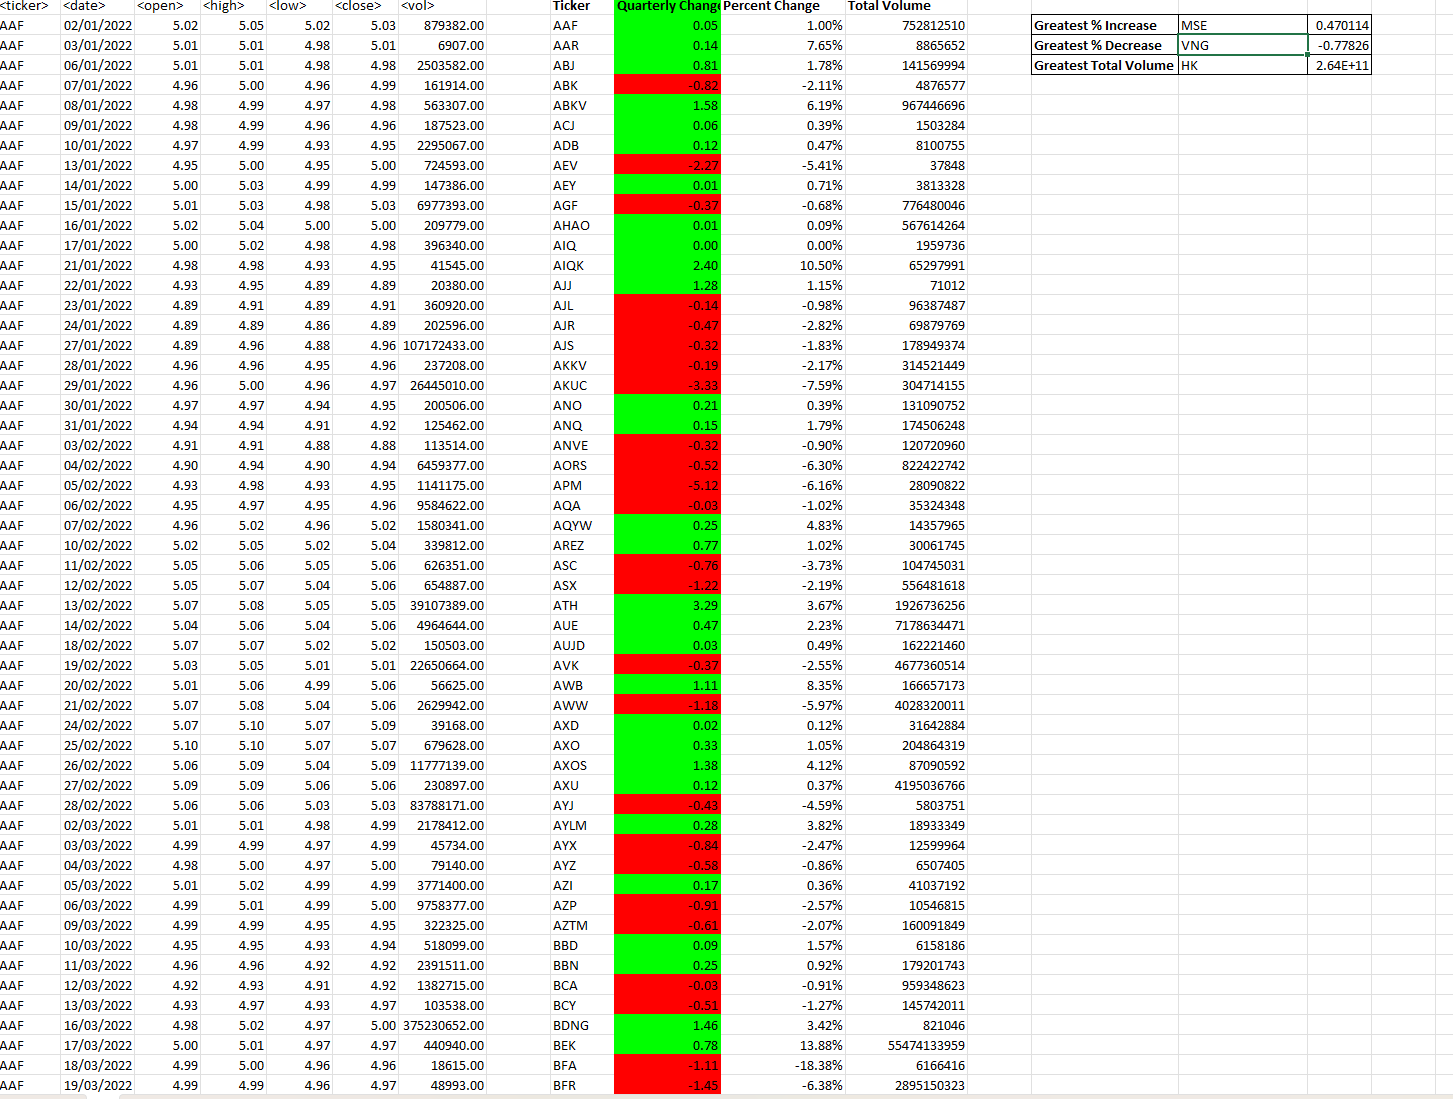 <ticker> <date> <open> <high> <low> <close> <vol> Ticker Quarterly Change Percent Change Total Volume
AAF 02/01/2022 5.02 5.05 5.02 5.03 879382.00 AAF 0.05 1.00% 752812510 Greatest % Increase MSE 0.470114
AAF 03/01/2022 5.01 5.01 4.98 5.01 6907.00 AAR 0.14 7.65% 8865652 Greatest % Decrease VNG -0.77826
AAF 06/01/2022 5.01 5.01 4.98 4.98 2503582.00 ABJ 0.81 1.78% 141569994 Greatest Total Volume HK 2.64E+11
AAF 07/01/2022 4.96 5.00 4.96 4.99 161914.00 ABK -0.82 -2.11% 4876577
AAF 08/01/2022 4.98 4.99 4.97 4.98 563307.00 ABKV 1.58 6.19% 967446696
AAF 09/01/2022 4.98 4.99 4.96 4.96 187523.00 ACJ 0.06 0.39% 1503284
AAF 10/01/2022 4.97 4.99 4.93 4.95 2295067.00 ADB 0.12 0.47% 8100755
AAF 13/01/2022 4.95 5.00 4.95 5.00 724593.00 AEV -2.27 -5.41% 37848
AAF 14/01/2022 5.00 5.03 4.99 4.99 147386.00 AEY 0.01 0.71% 3813328
AAF 15/01/2022 5.01 5.03 4.98 5.03 6977393.00 AGF -0.37 -0.68% 776480046
AAF 16/01/2022 5.02 5.04 5.00 5.00 209779.00 AHAO 0.01 0.09% 567614264
AAF 17/01/2022 5.00 5.02 4.98 4.98 396340.00 AIQ 0.00 0.00% 1959736
AAF 21/01/2022 4.98 4.98 4.93 4.95 41545.00 AIQK 2.40 10.50% 65297991
AAF 22/01/2022 4.93 4.95 4.89 4.89 20380.00 AJJ 1.28 1.15% 71012
AAF 23/01/2022 4.89 4.91 4.89 4.91 360920.00 AJL -0.14 -0.98% 96387487
AAF 24/01/2022 4.89 4.89 4.86 4.89 202596.00 AJR -0.47 -2.82% 69879769
AAF 27/01/2022 4.89 4.96 4.88 4.96 107172433.00 AJS -0.32 -1.83% 178949374
AAF 28/01/2022 4.96 4.96 4.95 4.96 237208.00 AKKV -0.19 -2.17% 314521449
AAF 29/01/2022 4.96 5.00 4.96 4.97 26445010.00 AKUC -3.33 -7.59% 304714155
AAF 30/01/2022 4.97 4.97 4.94 4.95 200506.00 ANO 0.21 0.39% 131090752
AAF 31/01/2022 4.94 4.94 4.91 4.92 125462.00 ANQ 0.15 1.79% 174506248
AAF 03/02/2022 4.91 4.91 4.88 4.88 113514.00 ANVE -0.32 -0.90% 120720960
AAF 04/02/2022 4.90 4.94 4.90 4.94 6459377.00 AORS -0.52 -6.30% 822422742
AAF 05/02/2022 4.93 4.98 4.93 4.95 1141175.00 APM -5.12 -6.16% 28090822
AAF 06/02/2022 4.95 4.97 4.95 4.96 9584622.00 AQA -0.03 -1.02% 35324348
AAF 07/02/2022 4.96 5.02 4.96 5.02 1580341.00 AQYW 0.25 4.83% 14357965
AAF 10/02/2022 5.02 5.05 5.02 5.04 339812.00 AREZ 0.77 1.02% 30061745
AAF 11/02/2022 5.05 5.06 5.05 5.06 626351.00 ASC -0.76 -3.73% 104745031
AAF 12/02/2022 5.05 5.07 5.04 5.06 654887.00 ASX -1.22 -2.19% 556481618
AAF 13/02/2022 5.07 5.08 5.05 5.05 39107389.00 ATH 3.29 3.67% 1926736256
AAF 14/02/2022 5.04 5.06 5.04 5.06 4964644.00 AUE 0.47 2.23% 7178634471
AAF 18/02/2022 5.07 5.07 5.02 5.02 150503.00 AUJD 0.03 0.49% 162221460
AAF 19/02/2022 5.03 5.05 5.01 5.01 22650664.00 AVK -0.37 -2.55% 4677360514
AAF 20/02/2022 5.01 5.06 4.99 5.06 56625.00 AWB 1.11 8.35% 166657173
AAF 21/02/2022 5.07 5.08 5.04 5.06 2629942.00 AWW -1.18 -5.97% 4028320011
AAF 24/02/2022 5.07 5.10 5.07 5.09 39168.00 AXD 0.02 0.12% 31642884
AAF 25/02/2022 5.10 5.10 5.07 5.07 679628.00 AXO 0.33 1.05% 204864319
AAF 26/02/2022 5.06 5.09 5.04 5.09 11777139.00 AXOS 1.38 4.12% 87090592
AAF 27/02/2022 5.09 5.09 5.06 5.06 230897.00 AXU 0.12 0.37% 4195036766
AAF 28/02/2022 5.06 5.06 5.03 5.03 83788171.00 AYJ -0.43 -4.59% 5803751
AAF 02/03/2022 5.01 5.01 4.98 4.99 2178412.00 AYLM 0.28 3.82% 18933349
AAF 03/03/2022 4.99 4.99 4.97 4.99 45734.00 AYX -0.84 -2.47% 12599964
AAF 04/03/2022 4.98 5.00 4.97 5.00 79140.00 AYZ -0.58 -0.86% 6507405
AAF 05/03/2022 5.01 5.02 4.99 4.99 3771400.00 AZI 0.17 0.36% 41037192
AAF 06/03/2022 4.99 5.01 4.99 5.00 9758377.00 AZP -0.91 -2.57% 10546815
AAF 09/03/2022 4.99 4.99 4.95 4.95 322325.00 AZTM -0.61 -2.07% 160091849
AAF 10/03/2022 4.95 4.95 4.93 4.94 518099.00 BBD 0.09 1.57% 6158186
AAF 11/03/2022 4.96 4.96 4.92 4.92 2391511.00 BBN 0.25 0.92% 179201743
AAF 12/03/2022 4.92 4.93 4.91 4.92 1382715.00 BCA -0.03 -0.91% 959348623
AAF 13/03/2022 4.93 4.97 4.93 4.97 103538.00 BCY -0.51 -1.27% 145742011
AAF 16/03/2022 4.98 5.02 4.97 5.00 375230652.00 BDNG 1.46 3.42% 821046
AAF 17/03/2022 5.00 5.01 4.97 4.97 440940.00 BEK 0.78 13.88% 55474133959
AAF 18/03/2022 4.99 5.00 4.96 4.96 18615.00 BFA -1.11 -18.38% 6166416
AAF 19/03/2022 4.99 4.99 4.96 4.97 48993.00 BFR -1.45 -6.38% 2895150323